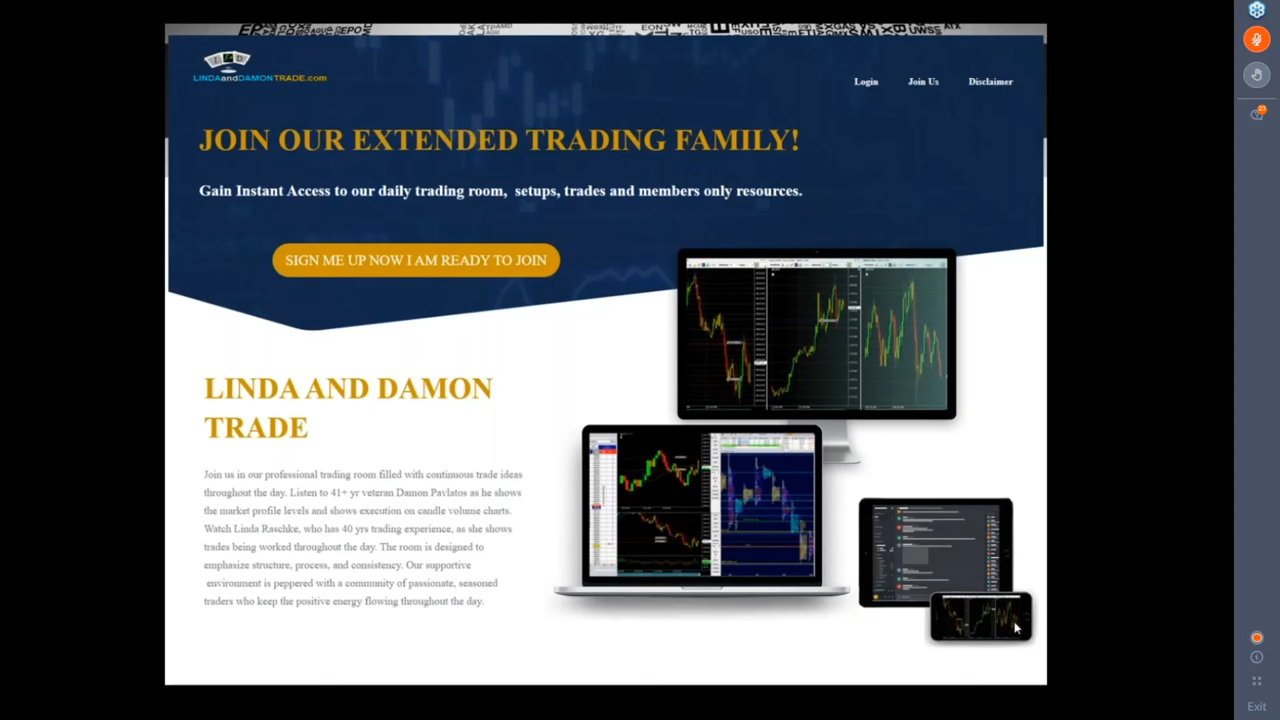 LINDAandDAMONTRADE.com
Login Join Us Disclaimer
JOIN OUR EXTENDED TRADING FAMILY!
Gain Instant Access to our daily trading room, setups, trades and members only resources.
SIGN ME UP NOW I AM READY TO JOIN
LINDA AND DAMON
TRADE
Join us in our professional trading room filled with continuous trade ideas
throughout the day. Listen to 41+ yr veteran Damon Pavlatos as he shows
the market profile levels and shows execution on candle volume charts.
Watch Linda Raschke, who has 40 yrs trading experience, as she shows
trades being worked throughout the day. The room is designed to
emphasize structure, process, and consistency. Our supportive
environment is peppered with a community of passionate, seasoned
traders who keep the positive energy flowing throughout the day.
23
Exit